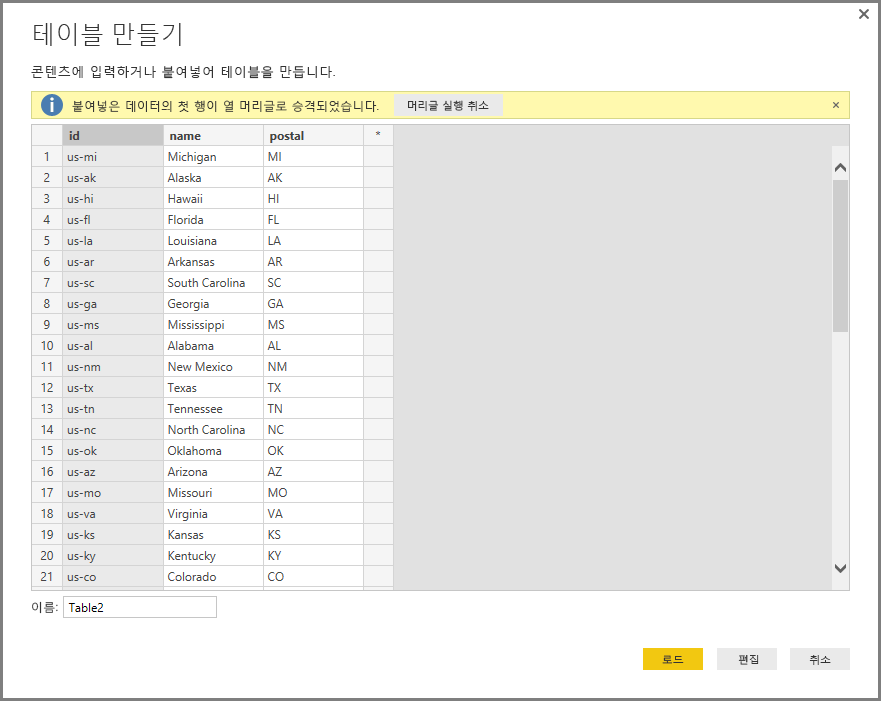 테이블 만들기
콘텐츠에 입력하거나 붙여넣어 테이블을 만듭니다.
붙여넣은 데이터의 첫 행이 열 머리글로 승격되었습니다. 머리글 실행 취소
id name postal *
1 us-mi Michigan MI
2 us-ak Alaska AK
3 us-hi Hawaii HI
4 us-fl Florida FL
5 us-la Louisiana LA
6 us-ar Arkansas AR
7 us-sc South Carolina SC
8 us-ga Georgia GA
9 us-ms Mississippi MS
10 us-al Alabama AL
11 us-nm New Mexico NM
12 us-tx Texas TX
13 us-tn Tennessee TN
14 us-nc North Carolina NC
15 us-ok Oklahoma OK
16 us-az Arizona AZ
17 us-mo Missouri MO
18 us-va Virginia VA
19 us-ks Kansas KS
20 us-ky Kentucky KY
21 us-co Colorado CO
이름: Table2
로드 편집 취소